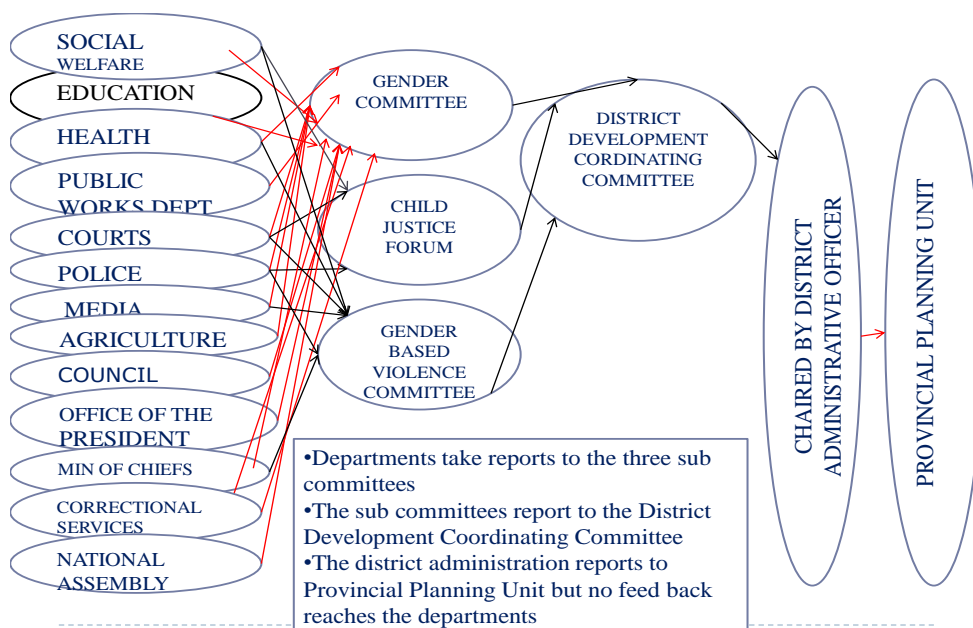 SOCIAL
WELFARE
EDUCATION
HEALTH
PUBLIC
WORKS DEPT
COURTS
POLICE
MEDIA
AGRICULTURE
COUNCIL
OFFICE OF THE
PRESIDENT
MIN OF CHIEFS
CORRECTIONAL
SERVICES
NATIONAL
ASSEMBLY
GENDER
COMMITTEE
CHILD
JUSTICE
FORUM
GENDER
BASED
VIOLENCE
COMMITTEE
DISTRICT
DEVELOPMENT
CORDINATING
COMMITTEE
CHAIRED BY DISTRICT
ADMINISTRATIVE OFFICER
PROVINCIAL PLANNING UNIT
•Departments take reports to the three sub
committees
•The sub committees report to the District
Development Coordinating Committee
•The district administration reports to
Provincial Planning Unit but no feed back
reaches the departments